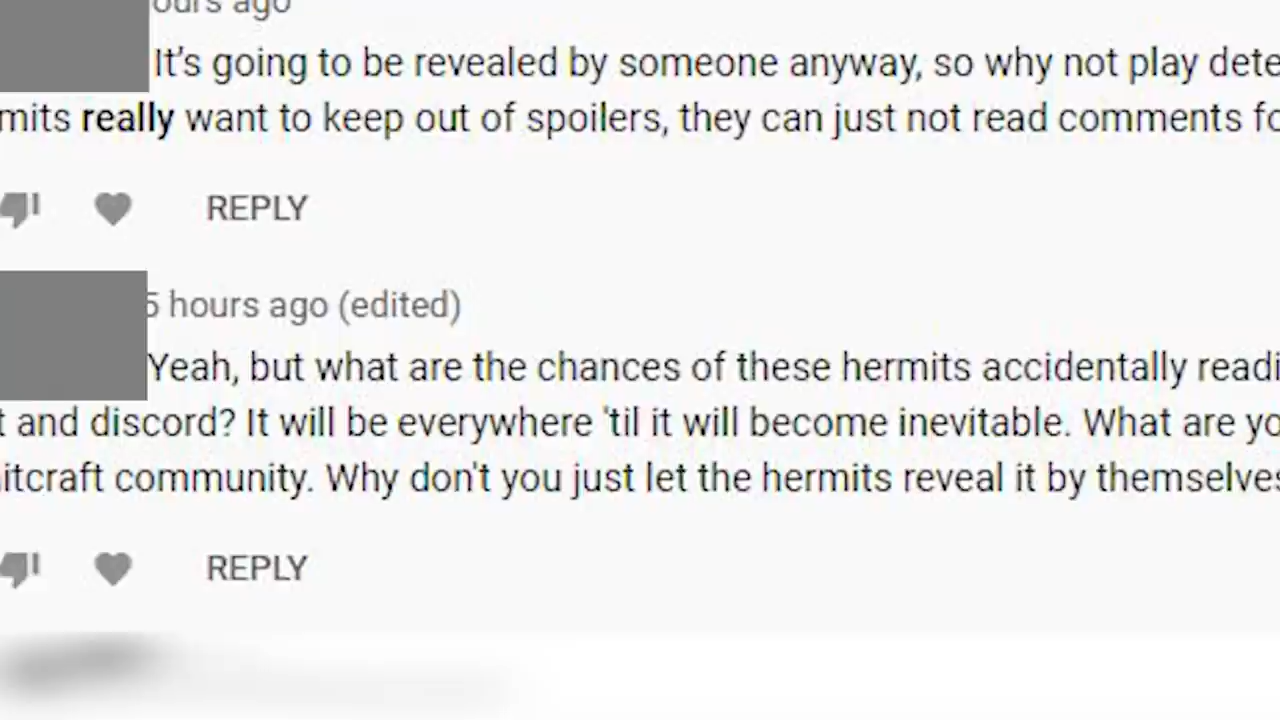 ours ago
It's going to be revealed by someone anyway, so why not play dete
mits really want to keep out of spoilers, they can just not read comments fo
REPLY
5 hours ago (edited)
Yeah, but what are the chances of these hermits accidentally readi
t and discord? It will be everywhere 'til it will become inevitable. What are yo
itcraft community. Why don't you just let the hermits reveal it by themselves
REPLY